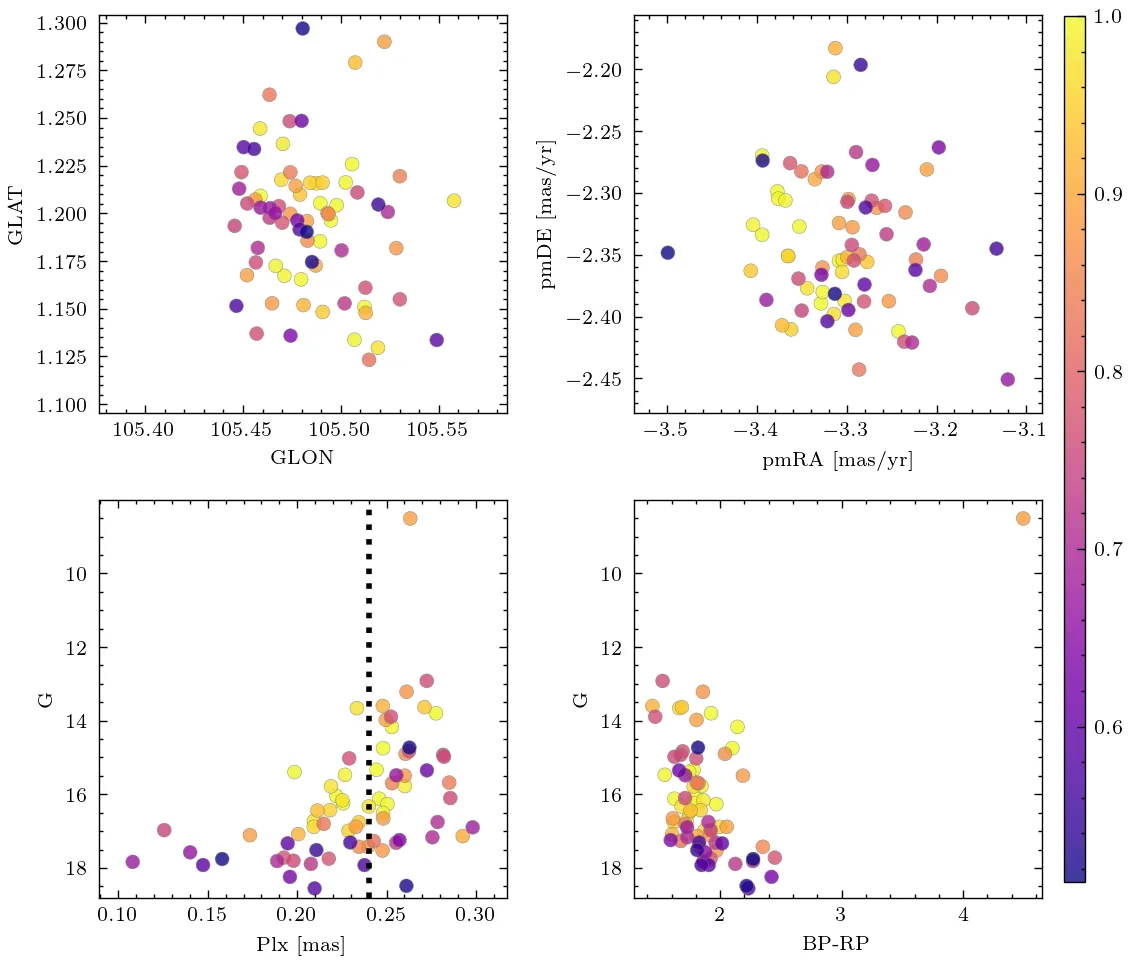 1.300
1.275
1.250
1.225
1.200
1.175
1.150
1.125
1.100
GLAT
105.40 105.45 105.50 105.55
GLON
−2.20
−2.25
−2.30
−2.35
−2.40
−2.45
pmDE [mas/yr]
−3.5 −3.4 −3.3 −3.2 −3.1
pmRA [mas/yr]
10
12
14
16
18
G
0.10 0.15 0.20 0.25 0.30
Plx [mas]
10
12
14
16
18
G
2 3 4
BP-RP
1.0
0.9
0.8
0.7
0.6